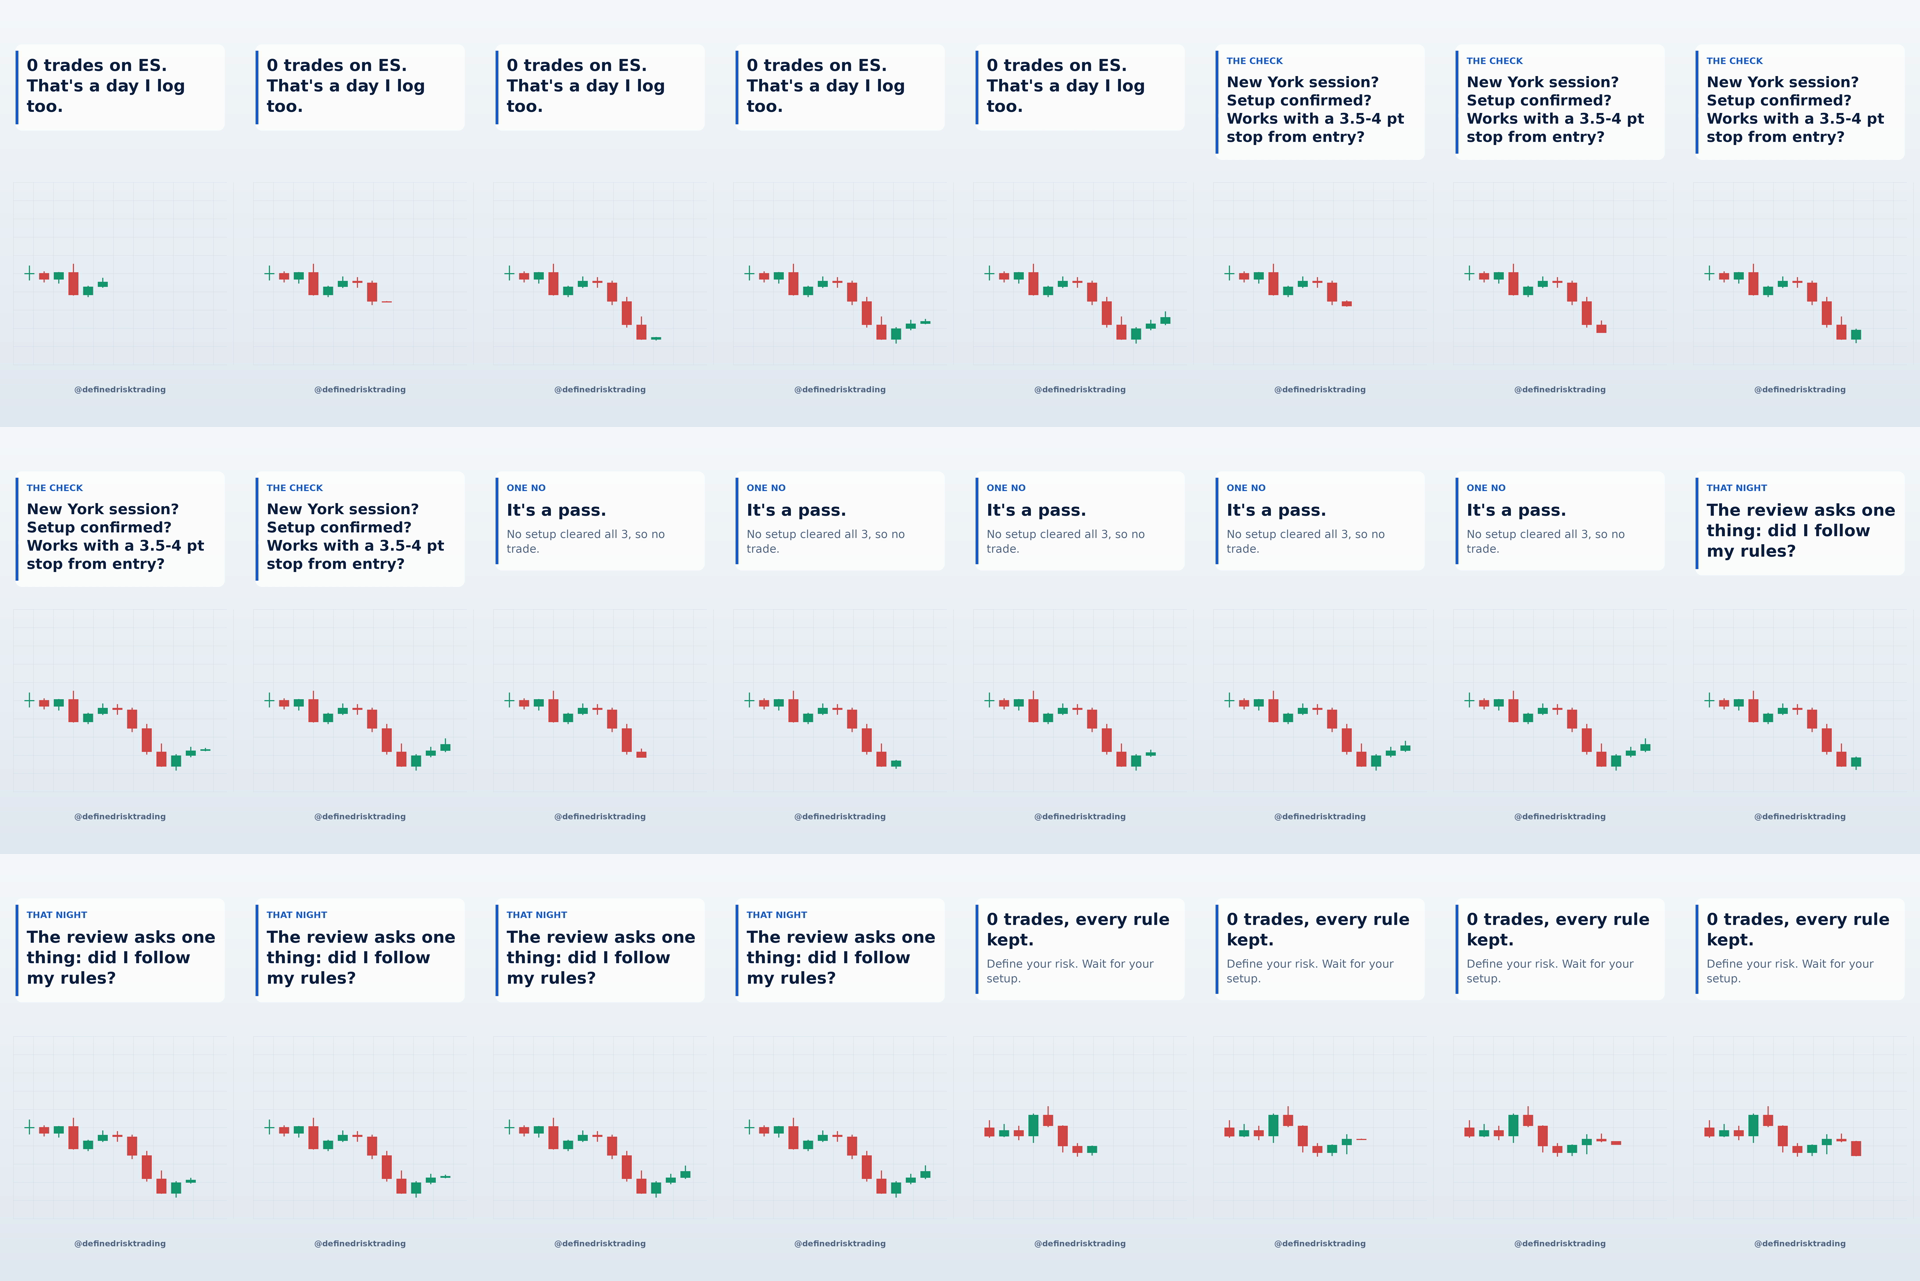 0 trades on ES.
That's a day I log
too.
@definedrisktrading
0 trades on ES.
That's a day I log
too.
@definedrisktrading
0 trades on ES.
That's a day I log
too.
@definedrisktrading
0 trades on ES.
That's a day I log
too.
@definedrisktrading
0 trades on ES.
That's a day I log
too.
@definedrisktrading
THE CHECK
New York session?
Setup confirmed?
Works with a 3.5-4 pt
stop from entry?
@definedrisktrading
THE CHECK
New York session?
Setup confirmed?
Works with a 3.5-4 pt
stop from entry?
@definedrisktrading
THE CHECK
New York session?
Setup confirmed?
Works with a 3.5-4 pt
stop from entry?
@definedrisktrading
THE CHECK
New York session?
Setup confirmed?
Works with a 3.5-4 pt
stop from entry?
@definedrisktrading
THE CHECK
New York session?
Setup confirmed?
Works with a 3.5-4 pt
stop from entry?
@definedrisktrading
ONE NO
It's a pass.
No setup cleared all 3, so no
trade.
@definedrisktrading
ONE NO
It's a pass.
No setup cleared all 3, so no
trade.
@definedrisktrading
ONE NO
It's a pass.
No setup cleared all 3, so no
trade.
@definedrisktrading
ONE NO
It's a pass.
No setup cleared all 3, so no
trade.
@definedrisktrading
ONE NO
It's a pass.
No setup cleared all 3, so no
trade.
@definedrisktrading
THAT NIGHT
The review asks one
thing: did I follow
my rules?
@definedrisktrading
THAT NIGHT
The review asks one
thing: did I follow
my rules?
@definedrisktrading
THAT NIGHT
The review asks one
thing: did I follow
my rules?
@definedrisktrading
THAT NIGHT
The review asks one
thing: did I follow
my rules?
@definedrisktrading
THAT NIGHT
The review asks one
thing: did I follow
my rules?
@definedrisktrading
0 trades, every rule
kept.
Define your risk. Wait for your
setup.
@definedrisktrading
0 trades, every rule
kept.
Define your risk. Wait for your
setup.
@definedrisktrading
0 trades, every rule
kept.
Define your risk. Wait for your
setup.
@definedrisktrading
0 trades, every rule
kept.
Define your risk. Wait for your
setup.
@definedrisktrading